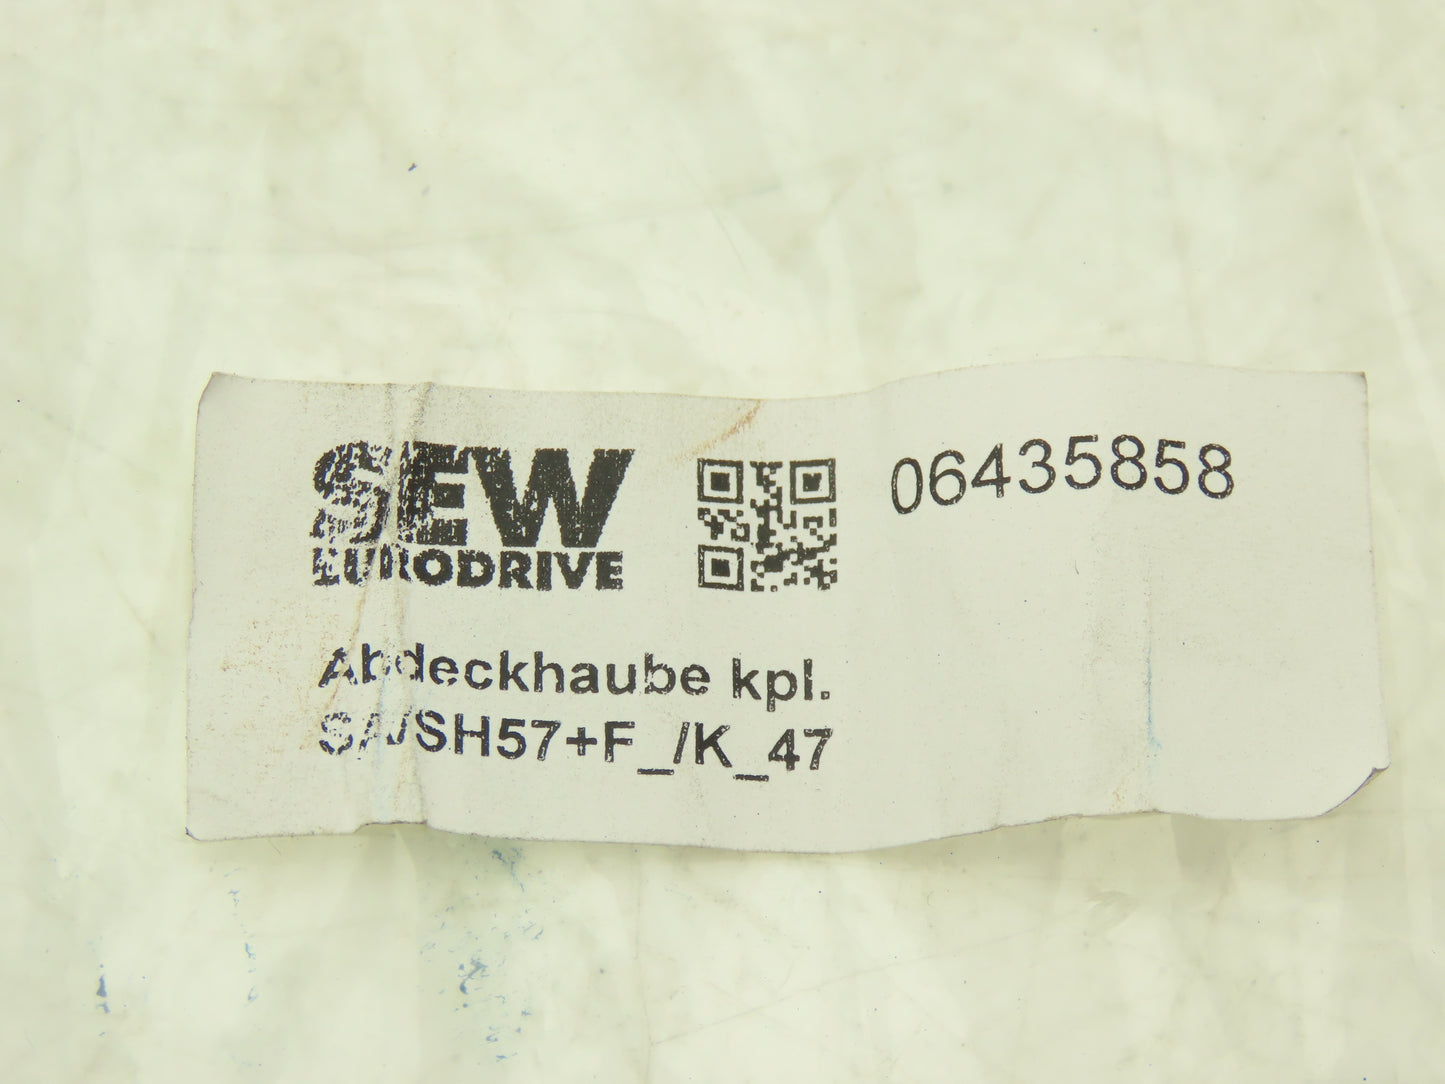 SEW
EURODRIVE
06435858
Abdeckhaube kpl.
SA/SH57+F_/K_47